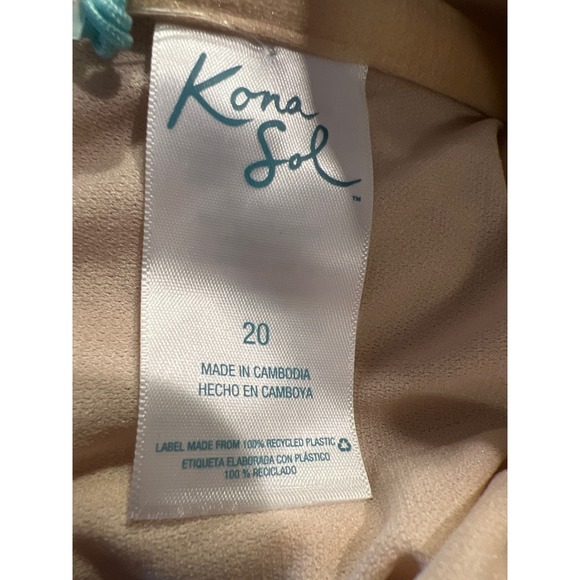 Kona
Sol
™
20
MADE IN CAMBODIA
HECHO EN CAMBOYA
LABEL MADE FROM 100% RECYCLED PLASTIC
ETIQUETA ELABORADA CON PLÁSTICO
100 % RECICLADO